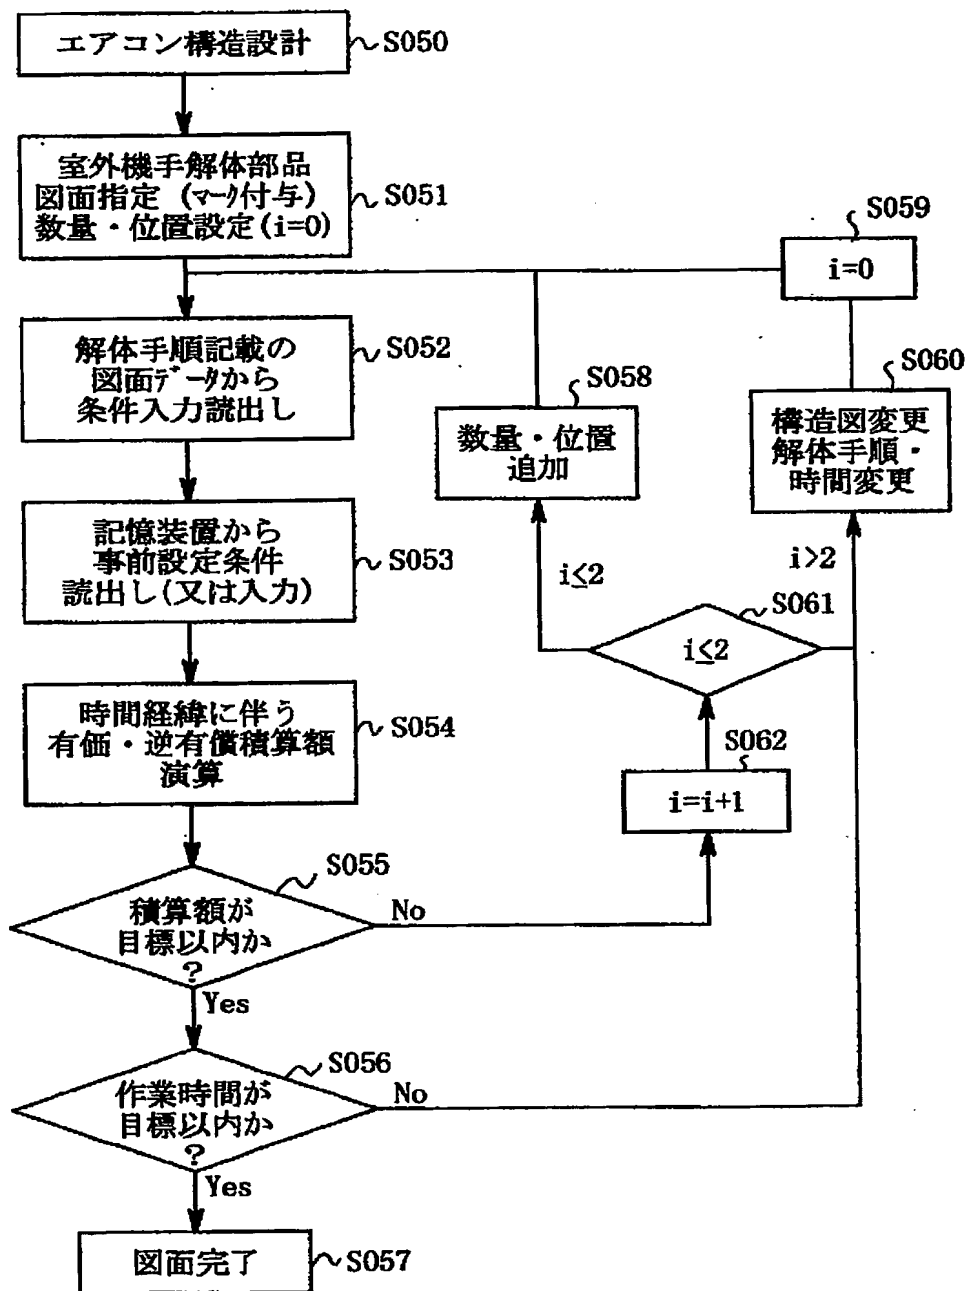 エアコン構造設計
S050
室外機手解体部品
図面指定 (マーク付与)
数量・位置設定(i=0)
S051
S059
i=0
解体手順記載の
図面データから
条件入力読出し
S052
S058
数量・位置
追加
S060
構造図変更
解体手順・
時間変更
記憶装置から
事前設定条件
読出し(又は入力)
S053
i≦2
i>2
S061
i≦2
時間経緯に伴う
有価・逆有償積算額
演算
S054
S062
i=i+1
S055
積算額が
目標以内か
?
No
Yes
S056
作業時間が
目標以内か
?
No
Yes
図面完了
S057